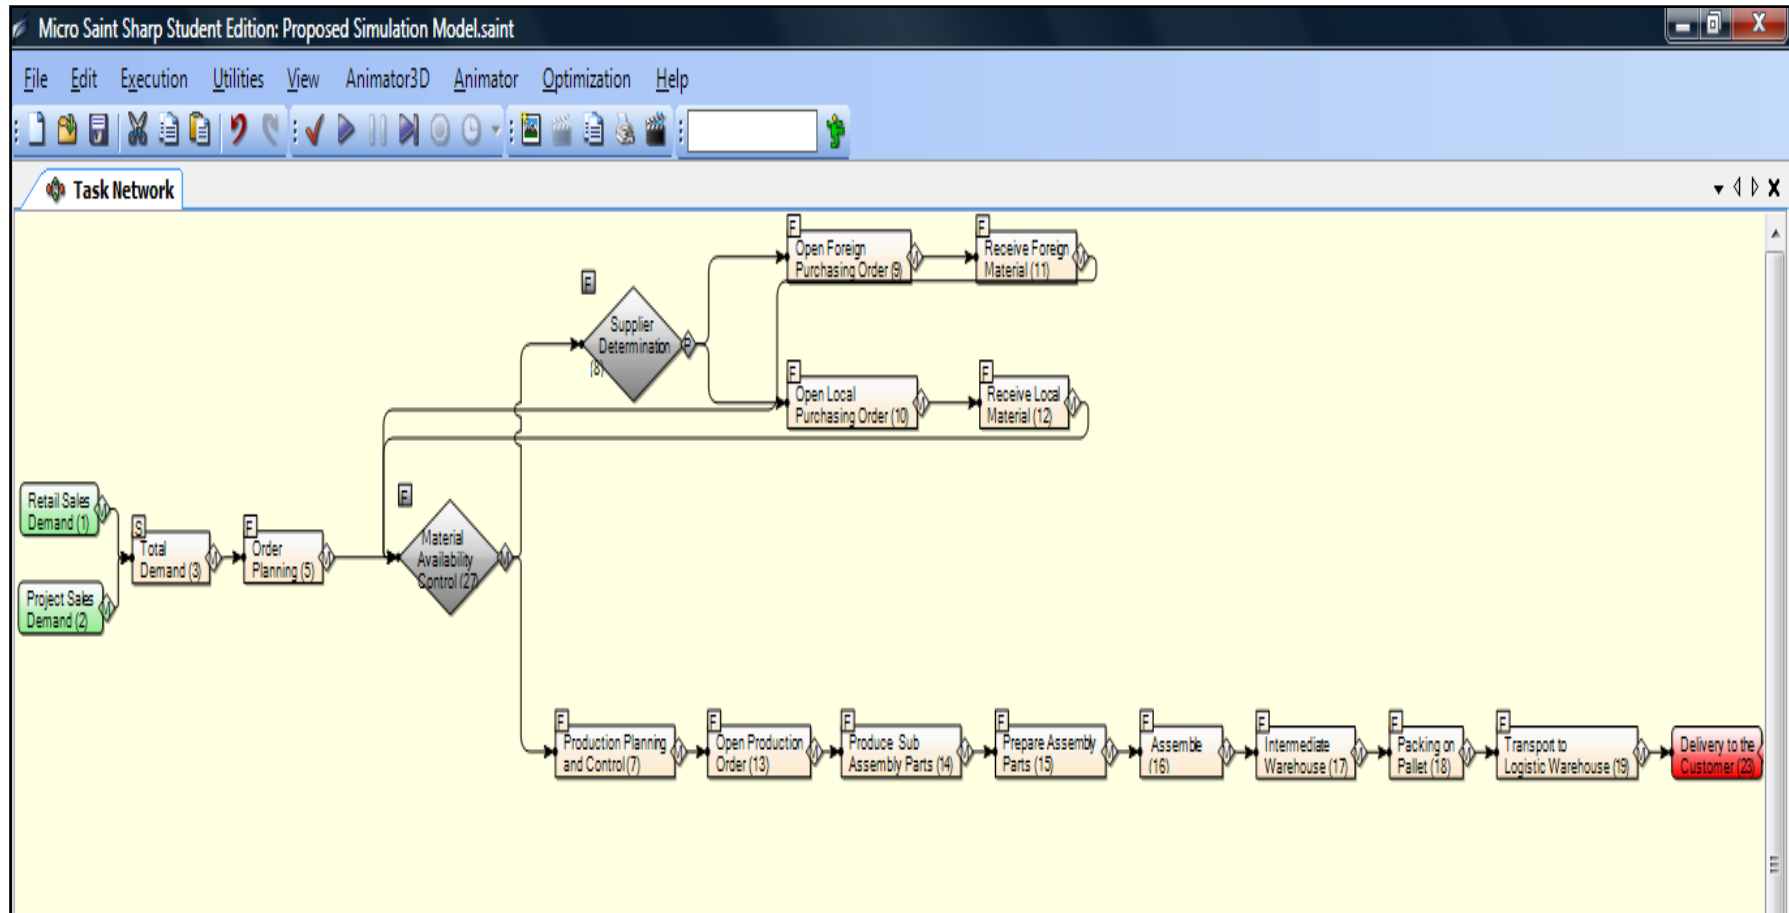 Micro Saint Sharp Student Edition: Proposed Simulation Model.saint
File Edit Execution Utilities View Animator3D Animator Optimization Help
Task Network
F
Open Foreign
Purchasing Order (9)
M
F
Receive Foreign
Material (11)
M
F
Supplier
Determination
(8)
P
F
Open Local
Purchasing Order (10)
M
F
Receive Local
Material (12)
M
Retail Sales
Demand (1)
M
Project Sales
Demand (2)
M
S
Total
Demand (3)
M
F
Order
Planning (5)
M
F
Material
Availability
Control (27)
M
F
Production Planning
and Control (7)
M
F
Open Production
Order (13)
M
F
Produce Sub
Assembly Parts (14)
M
F
Prepare Assembly
Parts (15)
M
F
Assemble
(16)
M
F
Intermediate
Warehouse (17)
M
F
Packing on
Pallet (18)
M
F
Transport to
Logistic Warehouse (19)
M
Delivery to the
Customer (23)